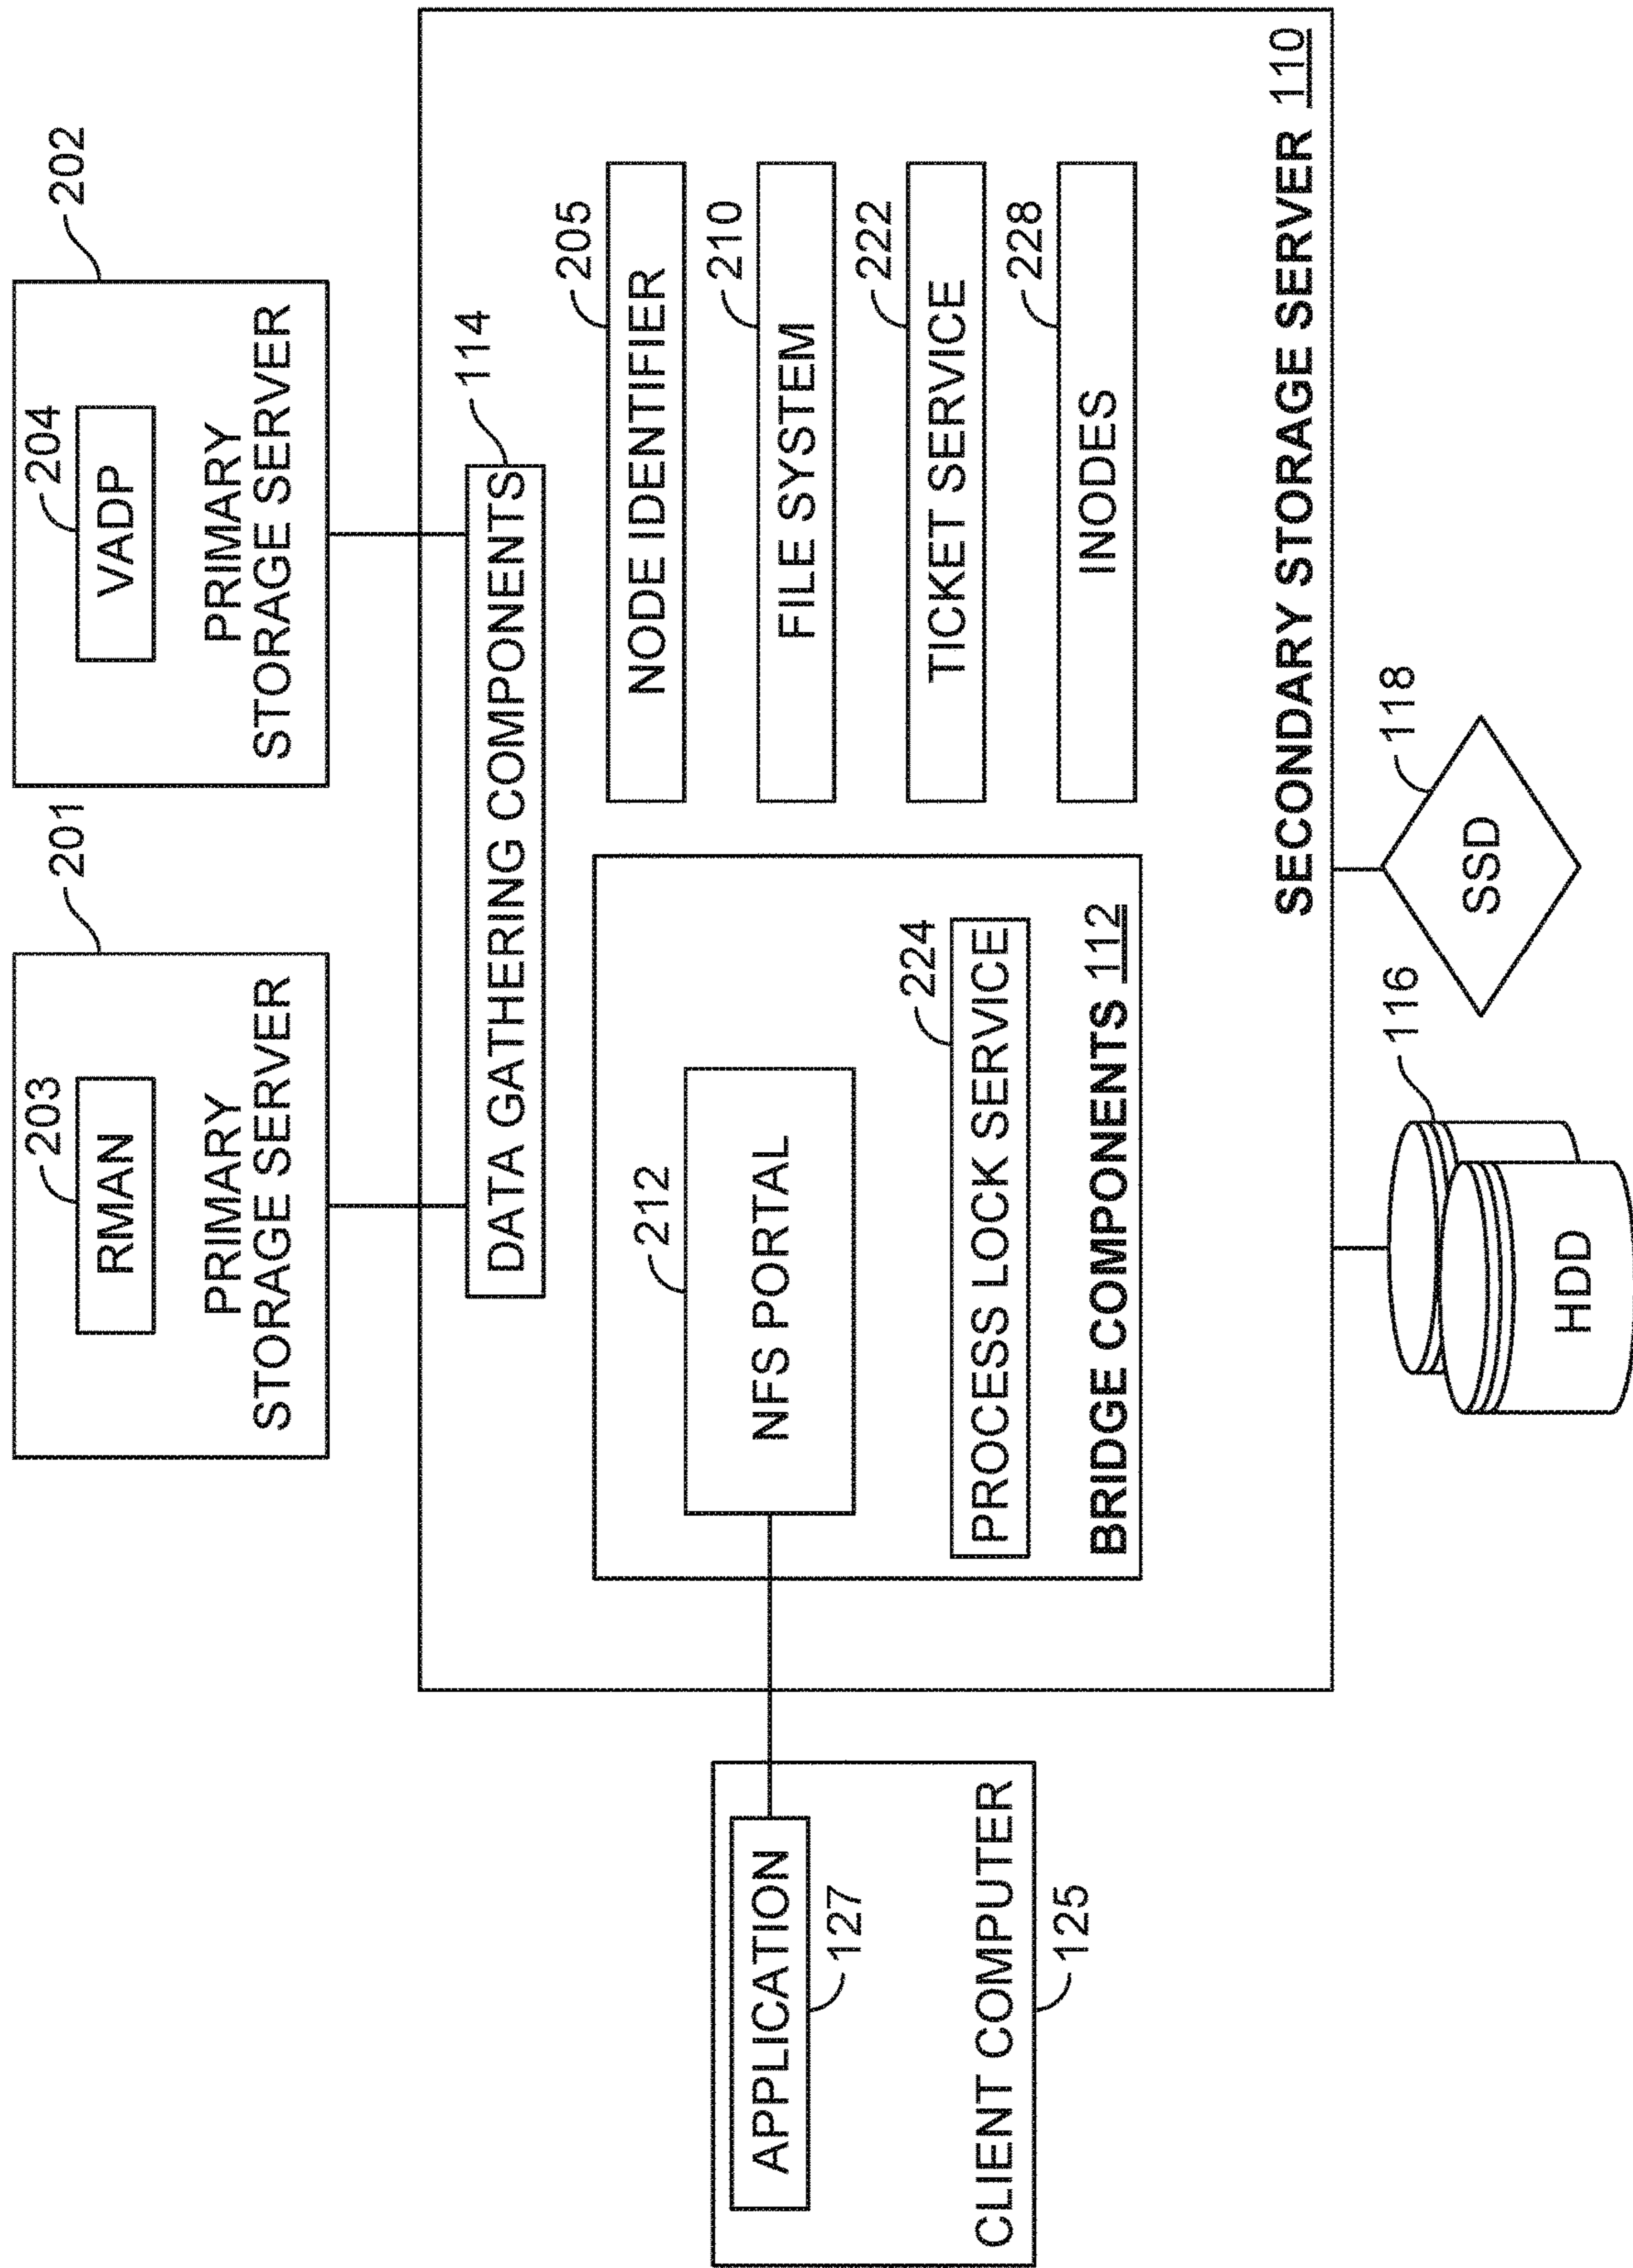 201
203
RMAN
PRIMARY
STORAGE SERVER
202
204
VADP
PRIMARY
STORAGE SERVER
114
DATA GATHERING COMPONENTS
APPLICATION
127
CLIENT COMPUTER
125
212
NFS PORTAL
224
PROCESS LOCK SERVICE
BRIDGE COMPONENTS 112
205
NODE IDENTIFIER
210
FILE SYSTEM
222
TICKET SERVICE
228
INODES
SECONDARY STORAGE SERVER 110
116
HDD
118
SSD